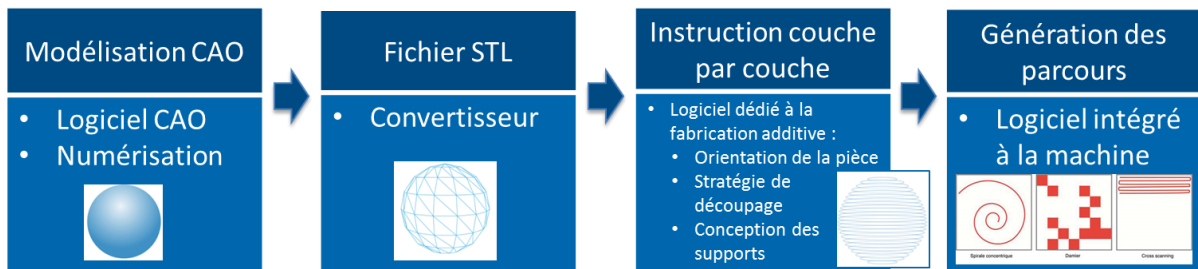 Modélisation CAO
• Logiciel CAO
• Numérisation
Fichier STL
• Convertisseur
Instruction couche
par couche
• Logiciel dédié à la
fabrication additive :
• Orientation de la pièce
• Stratégie de
découpage
• Conception des
supports
Génération des
parcours
• Logiciel intégré
à la machine
Spirale concentrique
Damier
Cross scanning